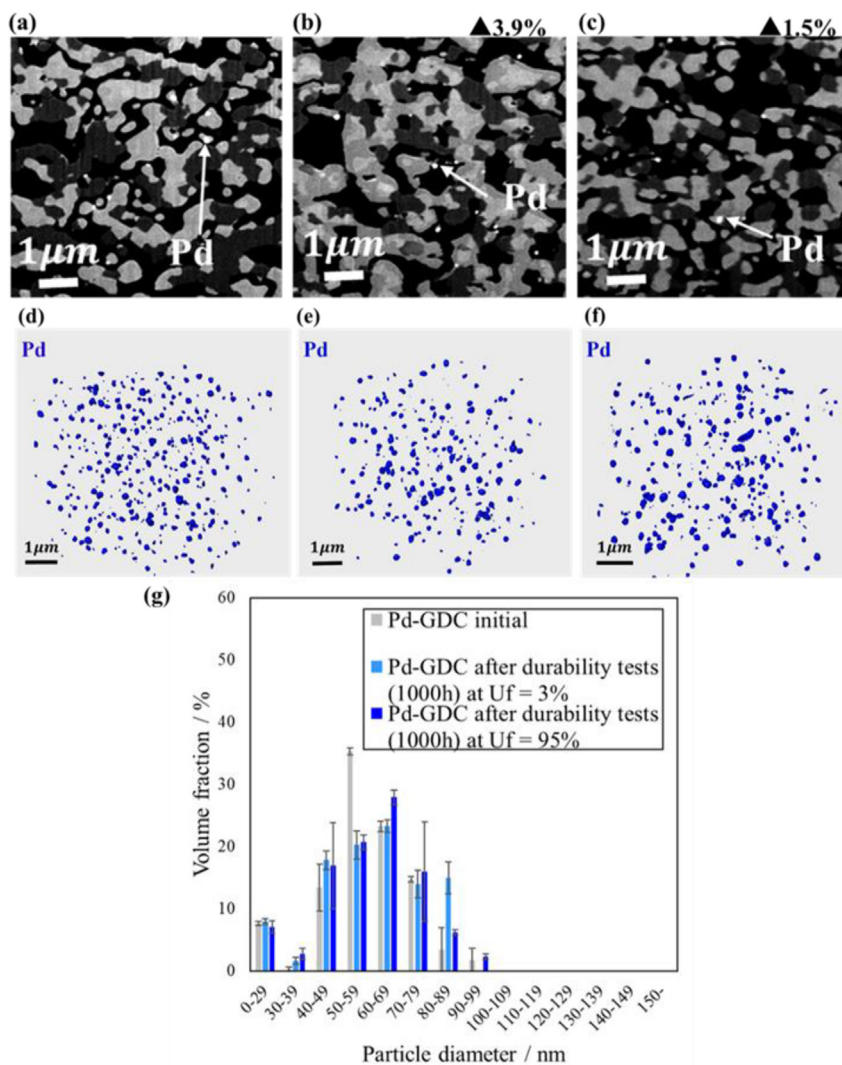 (a)
(b)
▲3.9%
(c)
▲1.5%
Pd
Pd
Pd
1μm
1μm
1μm
(d)
(e)
(f)
Pd
Pd
Pd
1μm
1μm
1μm
(g)
60
50
40
30
20
10
0
Volume fraction / %
Pd-GDC initial
Pd-GDC after durability tests
(1000h) at Uf = 3%
Pd-GDC after durability tests
(1000h) at Uf = 95%
0-29
30-39
40-49
50-59
60-69
70-79
80-89
90-99
100-109
110-119
120-129
130-139
140-149
150-
Particle diameter / nm